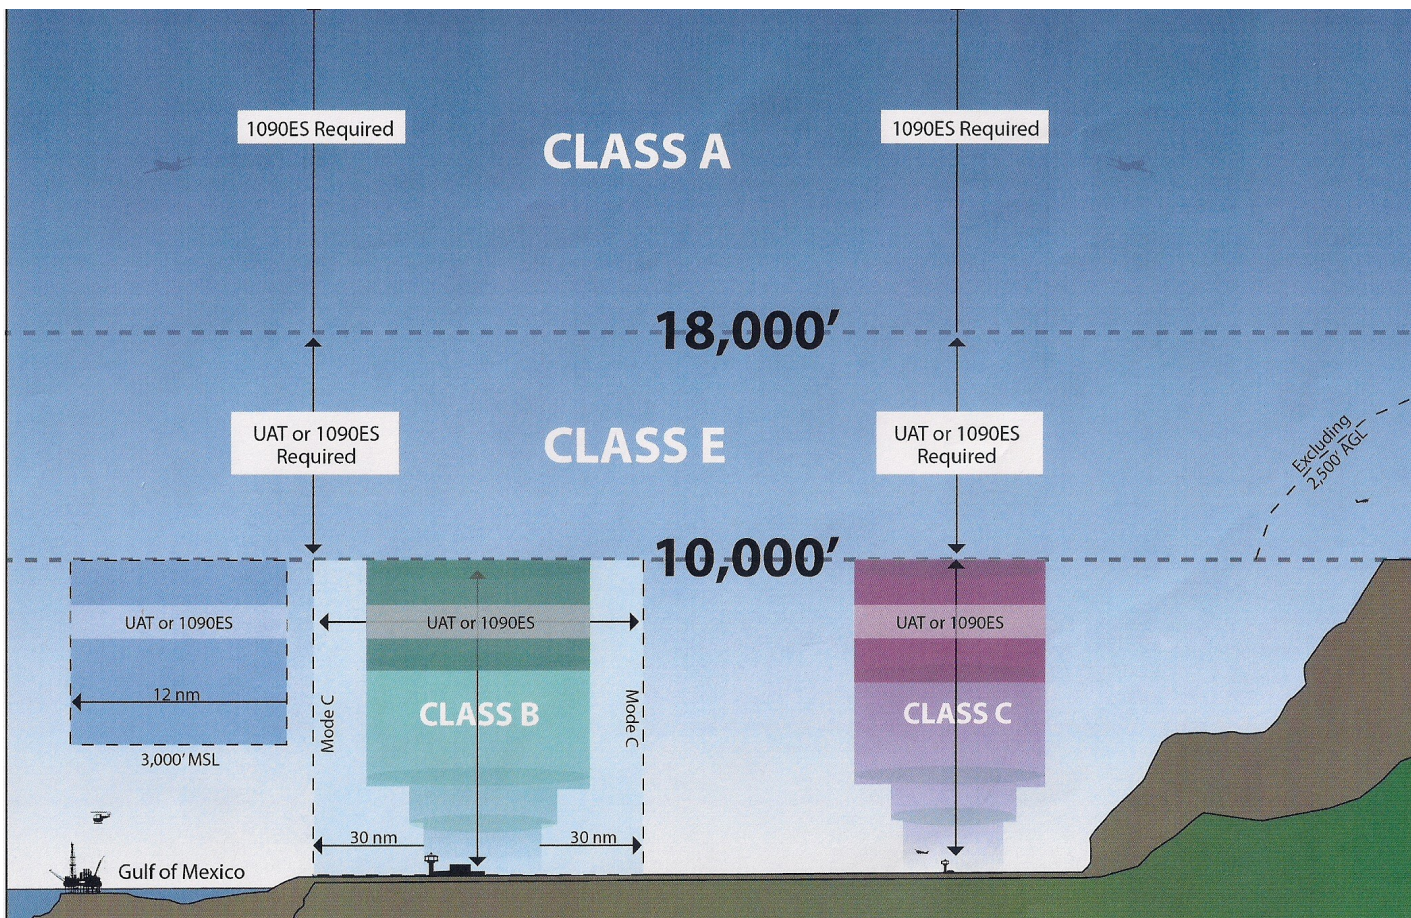 1090ES Required
1090ES Required
CLASS A
18,000’
UAT or 1090ES
Required
CLASS E
UAT or 1090ES
Required
Excluding
2,500’ AGL
10,000’
UAT or 1090ES
UAT or 1090ES
UAT or 1090ES
12 nm
Mode C
CLASS B
Mode C
CLASS C
3,000’ MSL
30 nm
30 nm
Gulf of Mexico